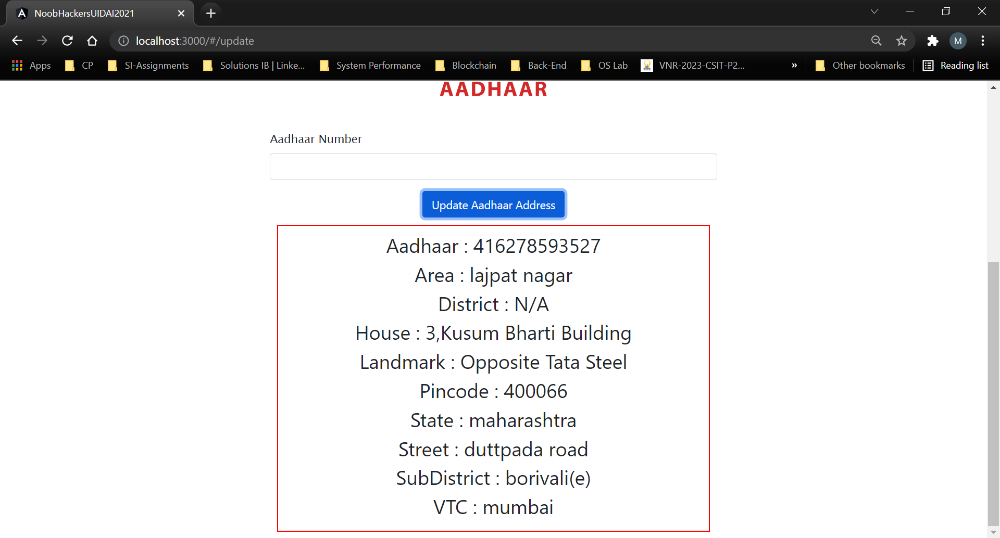 NoobHackersUIDAI2021
localhost:3000/#/update
M
Apps CP SI-Assignments Solutions IB | Linke... System Performance Blockchain Back-End OS Lab VNR-2023-CSIT-P2... » Other bookmarks Reading list
AADHAAR
Aadhaar Number
Update Aadhaar Address
Aadhaar : 416278593527
Area : lajpat nagar
District : N/A
House : 3,Kusum Bharti Building
Landmark : Opposite Tata Steel
Pincode : 400066
State : maharashtra
Street : duttpada road
SubDistrict : borivali(e)
VTC : mumbai